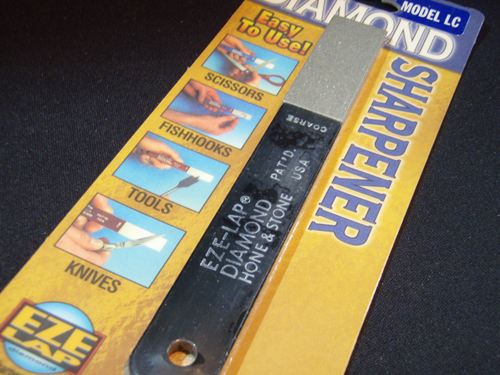 MODEL LC
DIAMOND
SHARPENER
Easy
To Use!
SCISSORS
FISHHOOKS
TOOLS
KNIVES
COARSE
EZE-LAP®
DIAMOND
HONE & STONE
PAT'D.
USA
EZE
LAP
diamond